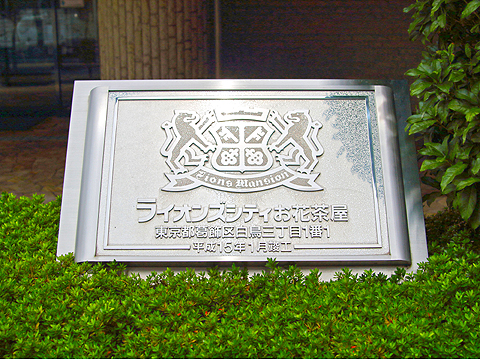 Lions Mansion
ライオンズシティお花茶屋
東京都葛飾区白鳥三丁目1番1
平成15年1月竣工